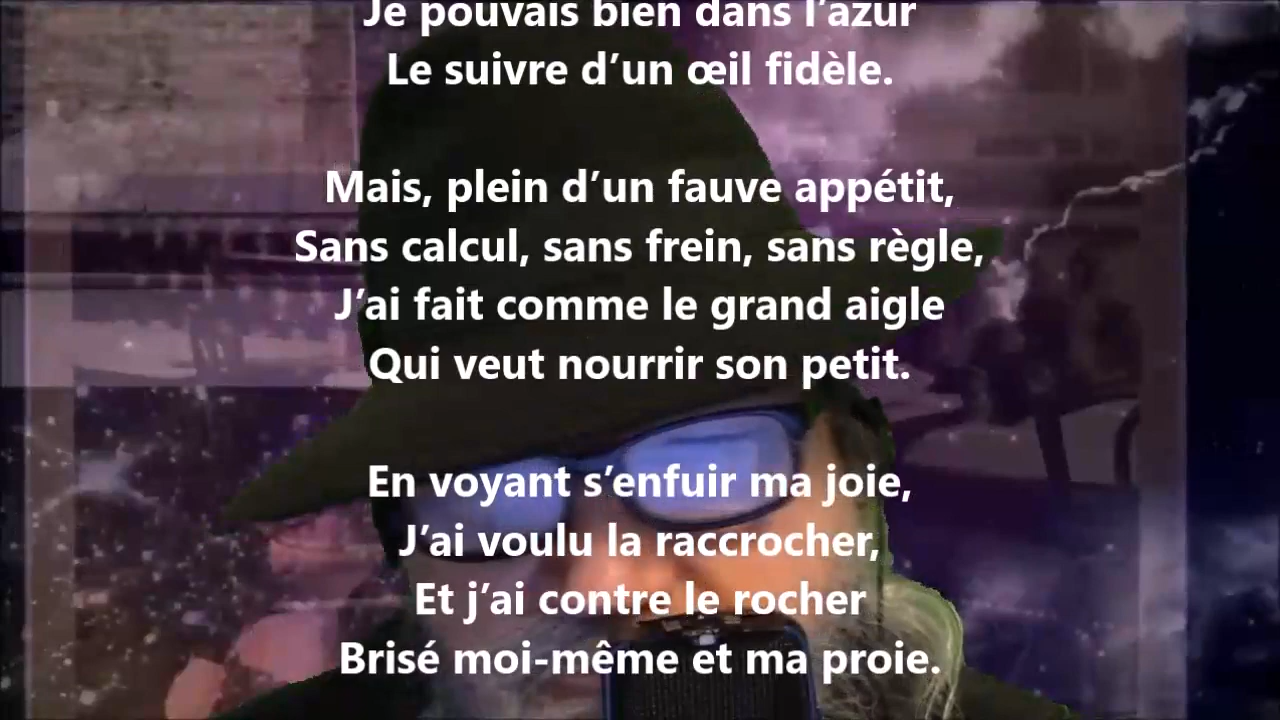 Je pouvais bien dans l’azur
Le suivre d’un œil fidèle.
Mais, plein d’un fauve appétit,
Sans calcul, sans frein, sans règle,
J’ai fait comme le grand aigle
Qui veut nourrir son petit.
En voyant s’enfuir ma joie,
J’ai voulu la raccrocher,
Et j’ai contre le rocher
Brisé moi-même et ma proie.